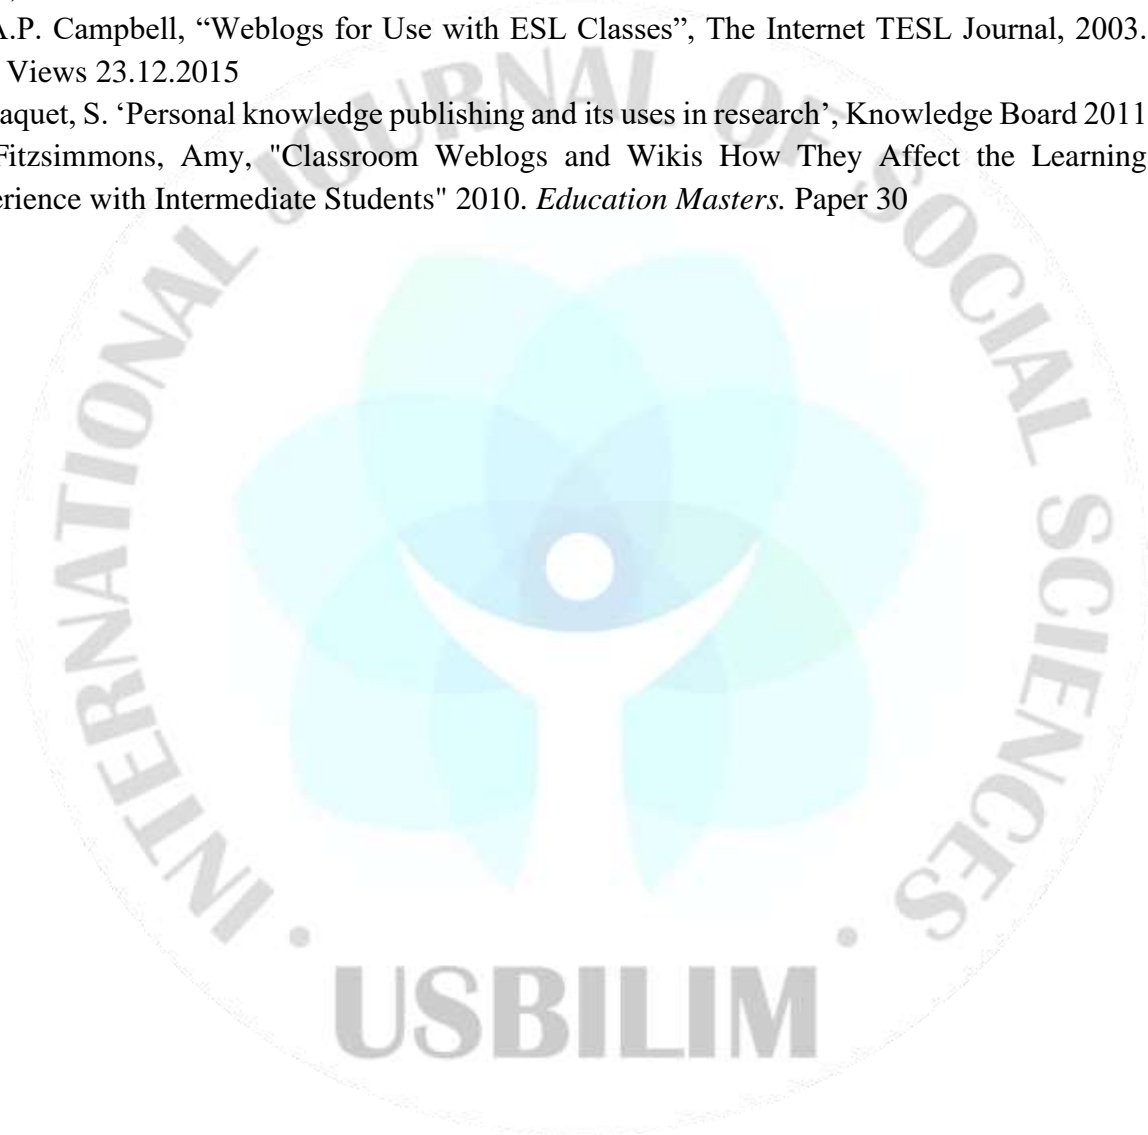 A.P. Campbell, “Weblogs for Use with ESL Classes”, The Internet TESL Journal, 2003.
Views 23.12.2015
aquet, S. ‘Personal knowledge publishing and its uses in research’, Knowledge Board 2011
Fitzsimmons, Amy, "Classroom Weblogs and Wikis How They Affect the Learning
erience with Intermediate Students" 2010. Education Masters. Paper 30
INTERNATIONAL JOURNAL OF SOCIAL SCIENCES
USBILIM